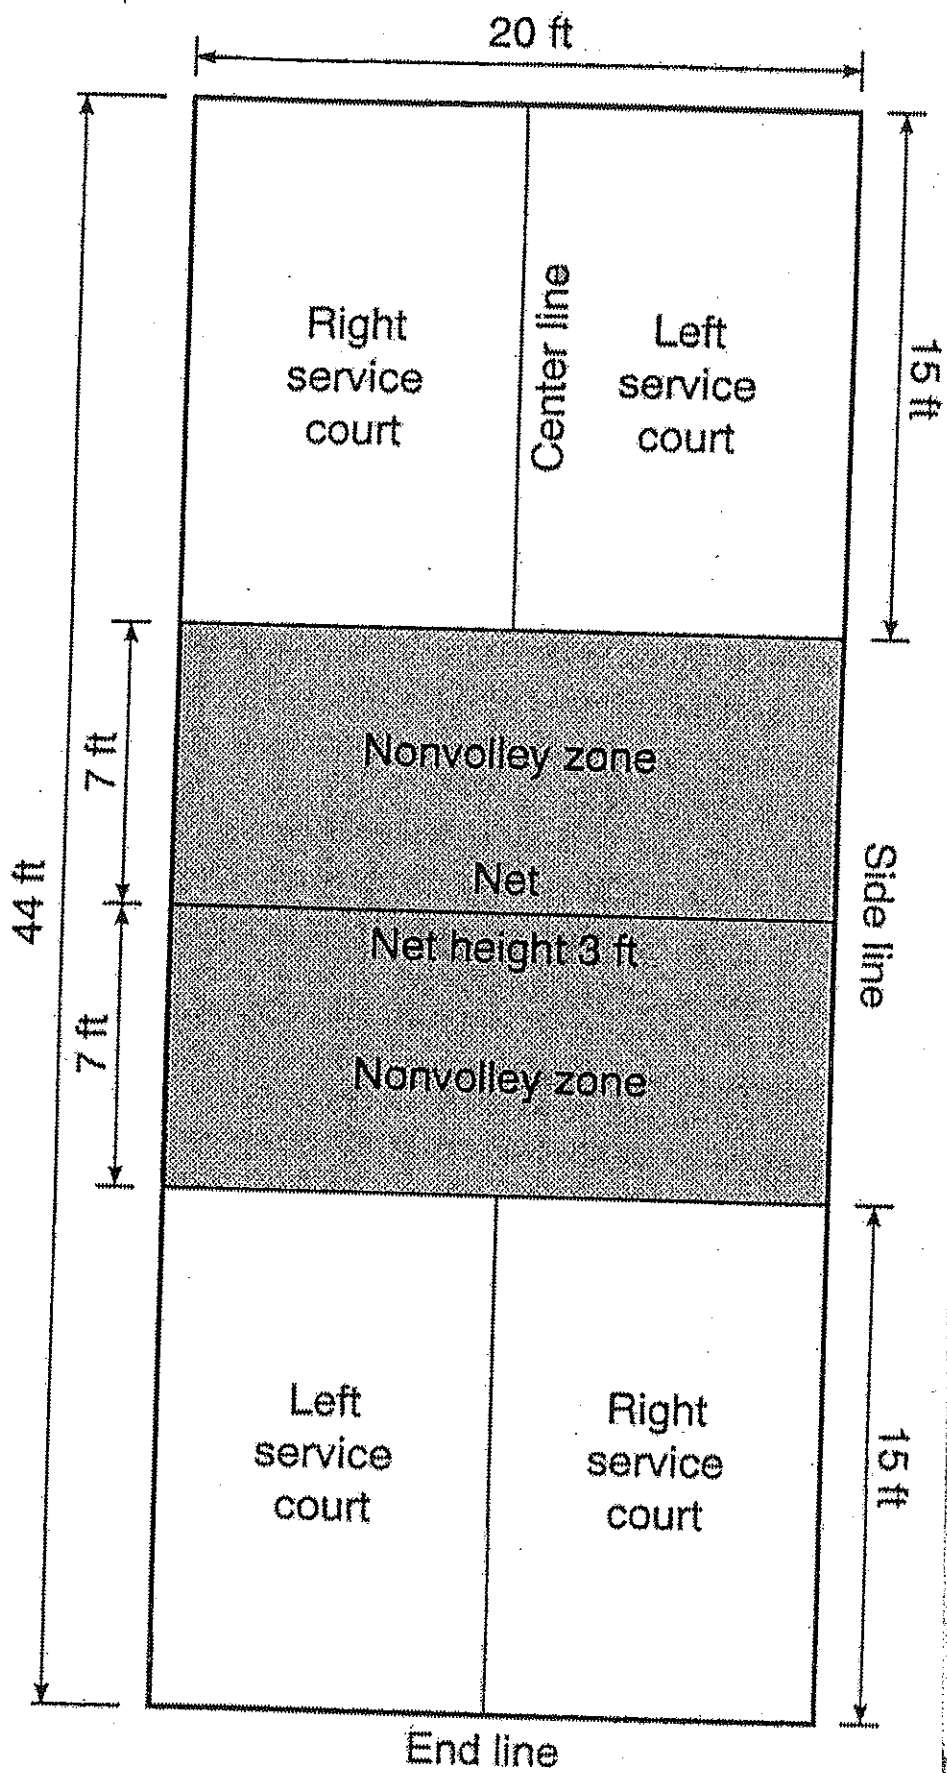 20 ft
Right
service
court
Center line
Left
service
court
15 ft
7 ft
Nonvolley zone
Net
44 ft
Side line
Net height 3 ft
7 ft
Nonvolley zone
Left
service
court
Right
service
court
15 ft
End line